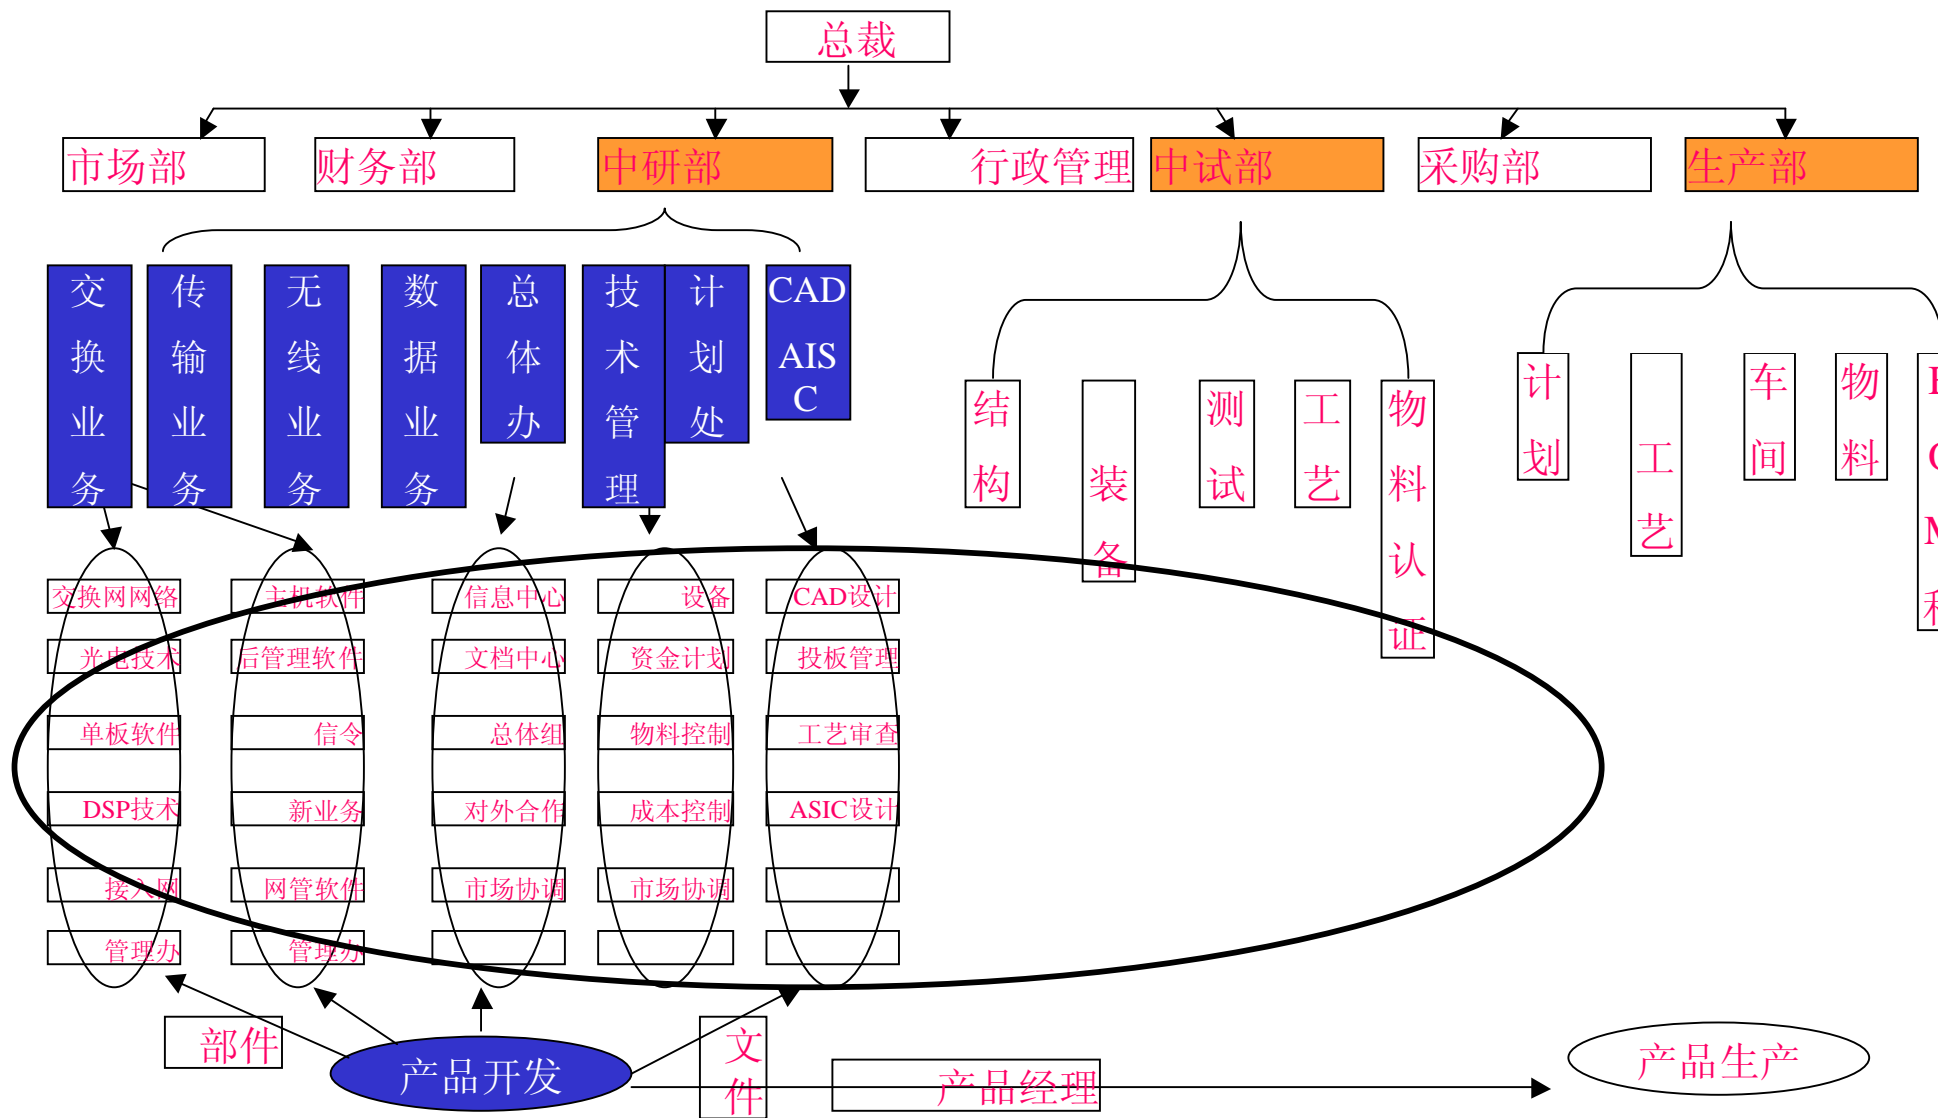 总裁
市场部
财务部
中研部
行政管理
中试部
采购部
生产部
交换业务
传输业务
无线业务
数据业务
总体办
技术管理
计划处
CAD
AIS
C
结构
装备
测试
工艺
物料认证
计划
工艺
车间
物料
交换网网络
主机软件
信息中心
设备
CAD设计
光电技术
后管理软件
文档中心
资金计划
投板管理
单板软件
信令
总体组
物料控制
工艺审查
DSP技术
新业务
对外合作
成本控制
ASIC设计
接入网
网管软件
市场协调
市场协调
管理办
管理办
部件
产品开发
文件
产品经理
产品生产